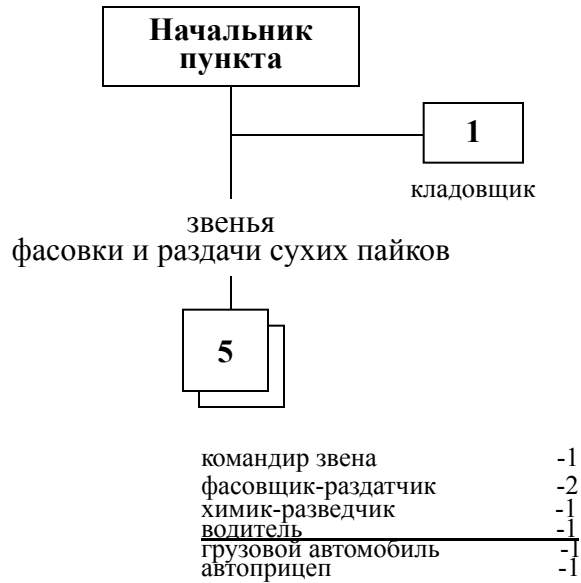 Начальник
пункта
1
кладовщик
звенья
фасовки и раздачи сухих пайков
5
командир звена -1
фасовщик-раздатчик -2
химик-разведчик -1
водитель -1
грузовой автомобиль -1
автоприцеп -1